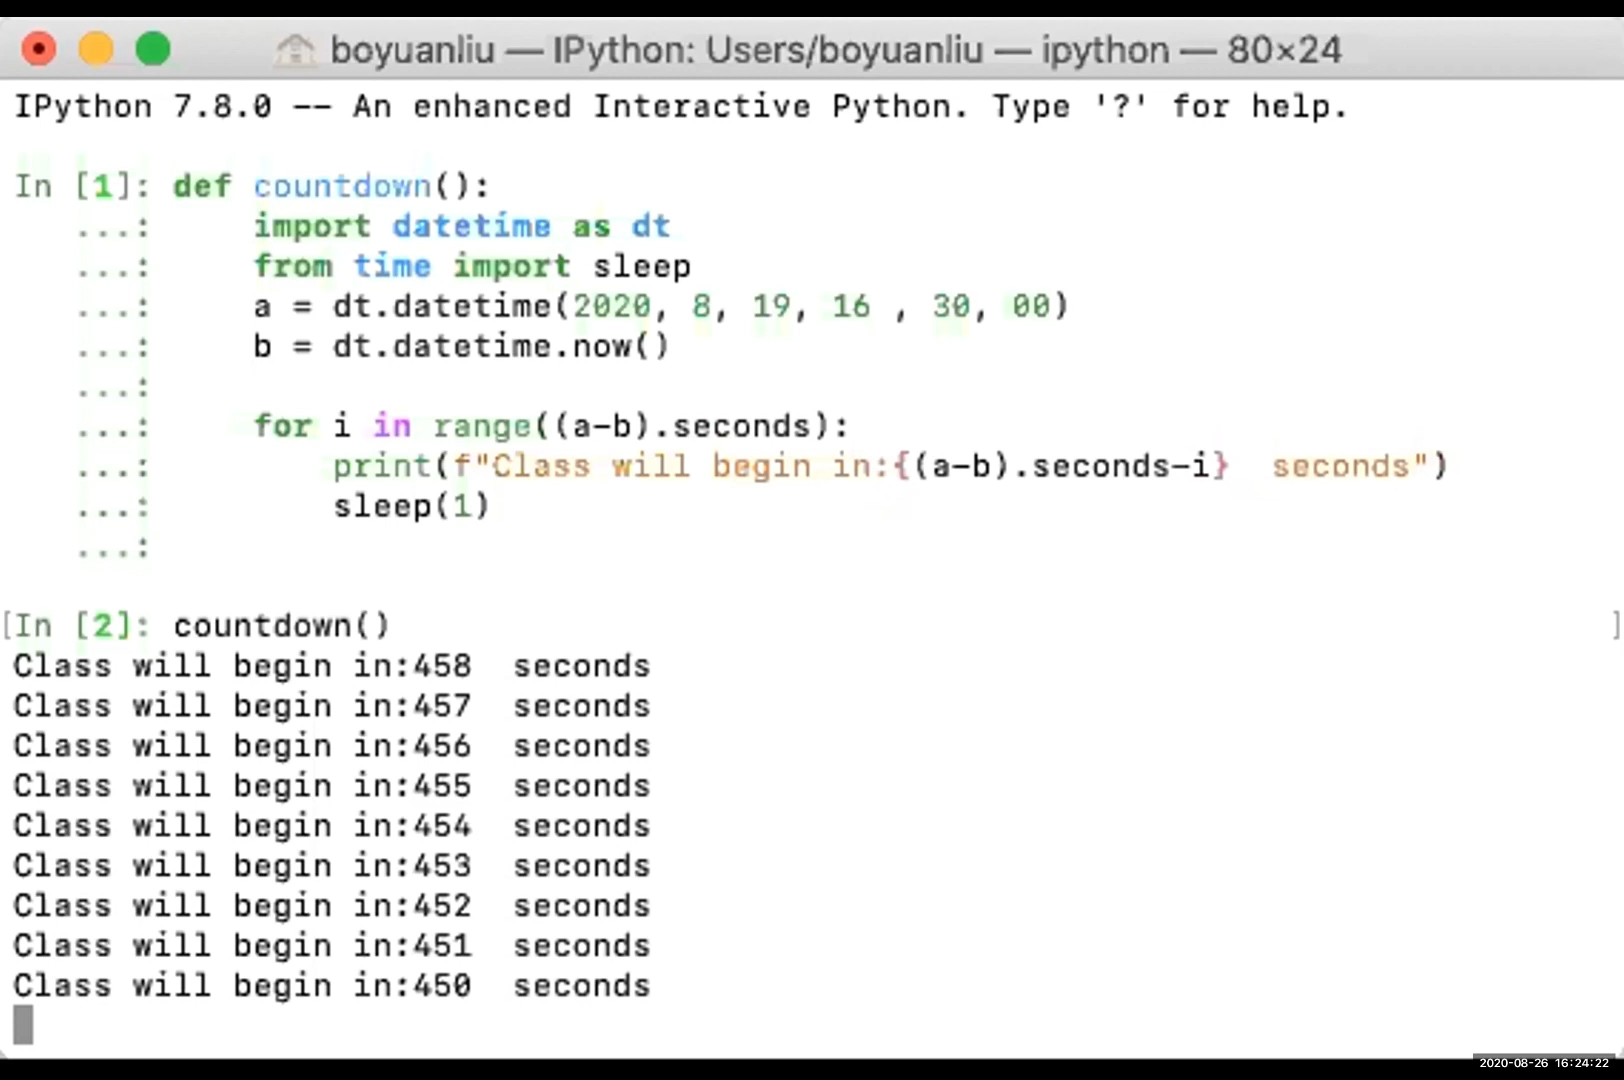 boyuanliu — IPython: Users/boyuanliu — ipython — 80×24
IPython 7.8.0 -- An enhanced Interactive Python. Type '?' for help.
In [1]: def countdown():
   ...:     import datetime as dt
   ...:     from time import sleep
   ...:     a = dt.datetime(2020, 8, 19, 16 , 30, 00)
   ...:     b = dt.datetime.now()
   ...:
   ...:     for i in range((a-b).seconds):
   ...:         print(f"Class will begin in:{(a-b).seconds-i}  seconds")
   ...:         sleep(1)
   ...:
[In [2]: countdown() ]
Class will begin in:458  seconds
Class will begin in:457  seconds
Class will begin in:456  seconds
Class will begin in:455  seconds
Class will begin in:454  seconds
Class will begin in:453  seconds
Class will begin in:452  seconds
Class will begin in:451  seconds
Class will begin in:450  seconds
2020-08-26 16:24:22